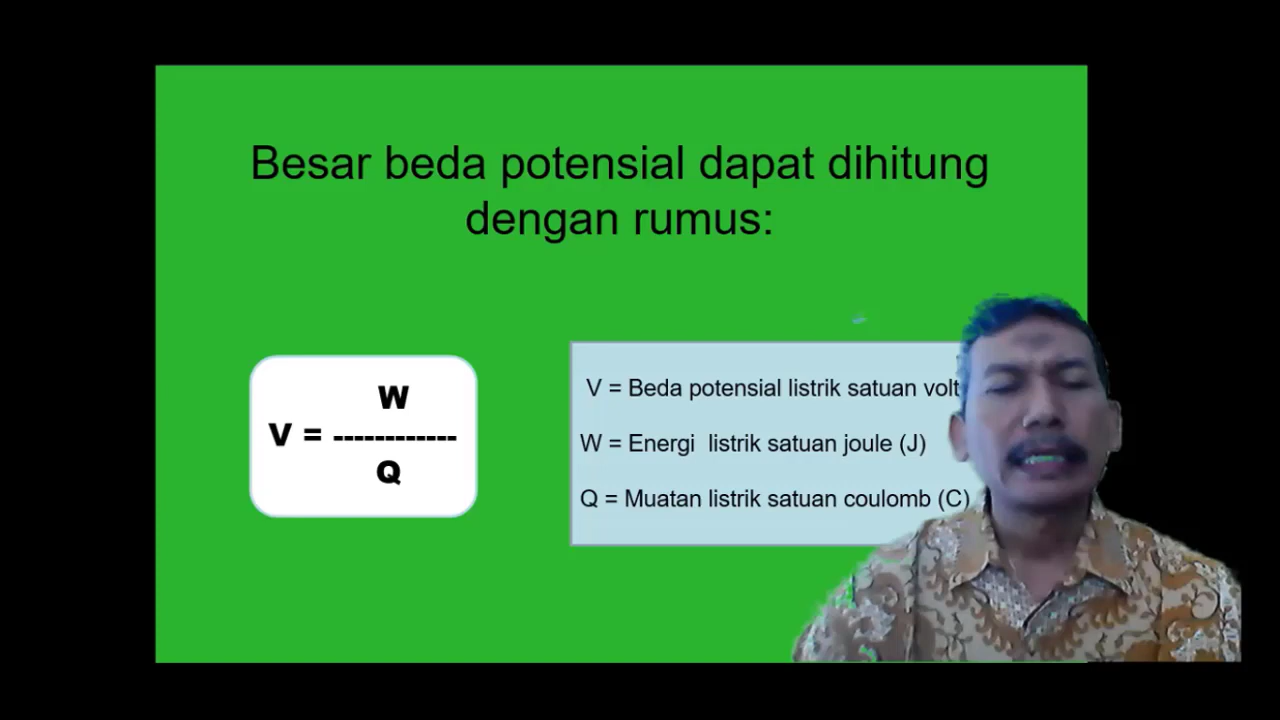 Besar beda potensial dapat dihitung
dengan rumus:
W
V = ------------
Q
V = Beda potensial listrik satuan volt
W = Energi  listrik satuan joule (J)
Q = Muatan listrik satuan coulomb (C)